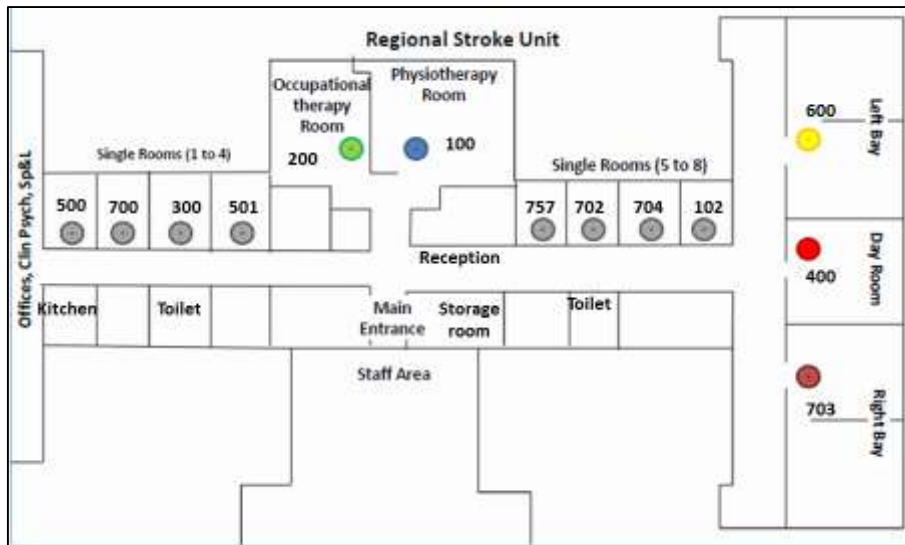 Regional Stroke Unit
Occupational
therapy
Room
200
Physiotherapy
Room
100
600
Left Bay
Single Rooms (1 to 4)
Single Rooms (5 to 8)
500 700 300 501
757 702 704 102
Offices, Clin Psych, Sp&L
Reception
400
Day Room
Kitchen
Toilet
Main
Entrance
Storage
room
Toilet
Staff Area
703
Right Bay